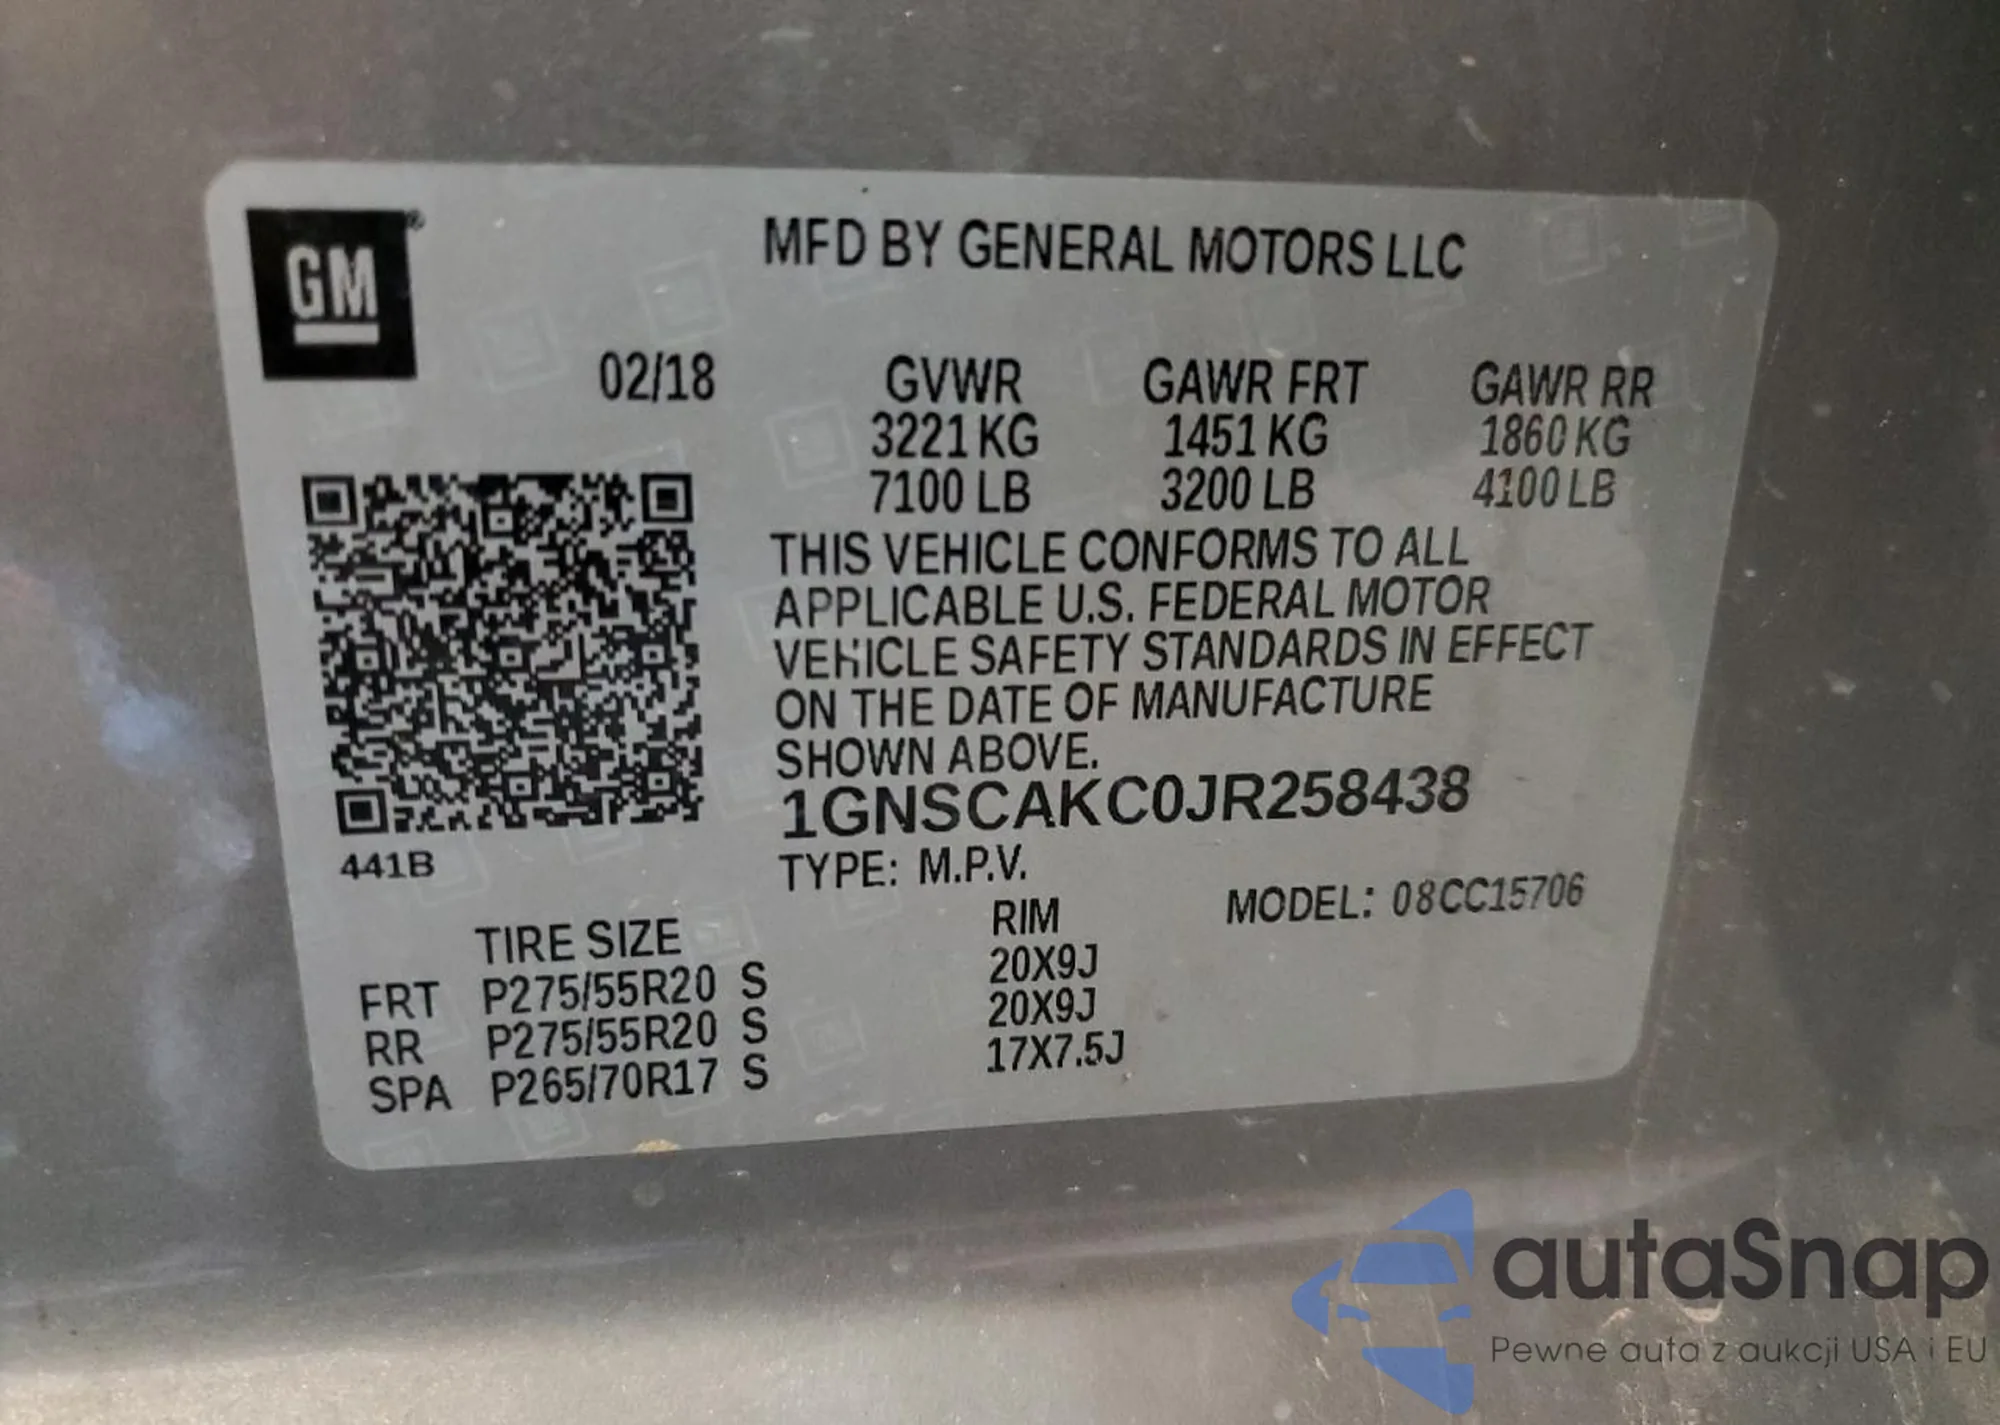 GM
MFD BY GENERAL MOTORS LLC
02/18 GVWR GAWR FRT GAWR RR
3221 KG 1451 KG 1860 KG
7100 LB 3200 LB 4100 LB
THIS VEHICLE CONFORMS TO ALL
APPLICABLE U.S. FEDERAL MOTOR
VEHICLE SAFETY STANDARDS IN EFFECT
ON THE DATE OF MANUFACTURE
SHOWN ABOVE.
1GNSCAKC0JR258438
441B
TYPE: M.P.V.
MODEL: 08CC15706
TIRE SIZE RIM
FRT P275/55R20 S 20X9J
RR P275/55R20 S 20X9J
SPA P265/70R17 S 17X7.5J
autaSnap
Pewne auta z aukcji USA i EU